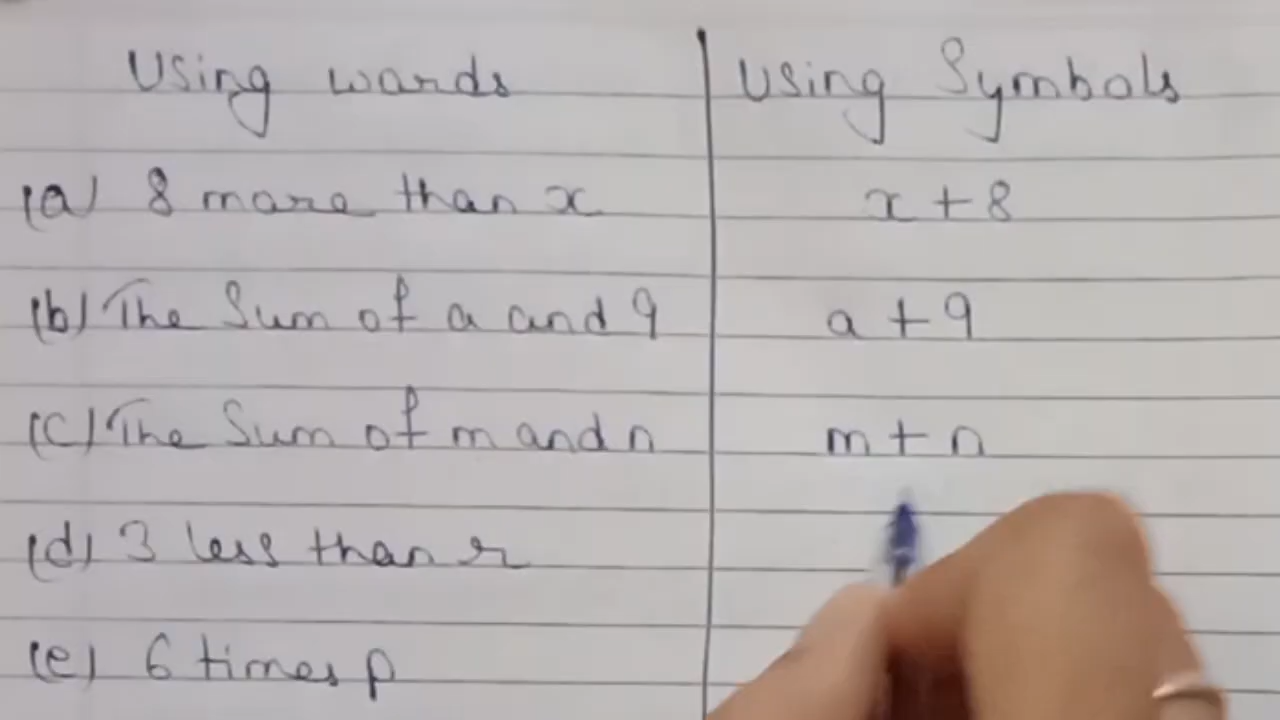 Using words
Using Symbols
(a) 8 more than x
x + 8
(b) The Sum of a and 9
a + 9
(c) The Sum of m and n
m + n
(d) 3 less than r
(e) 6 times p